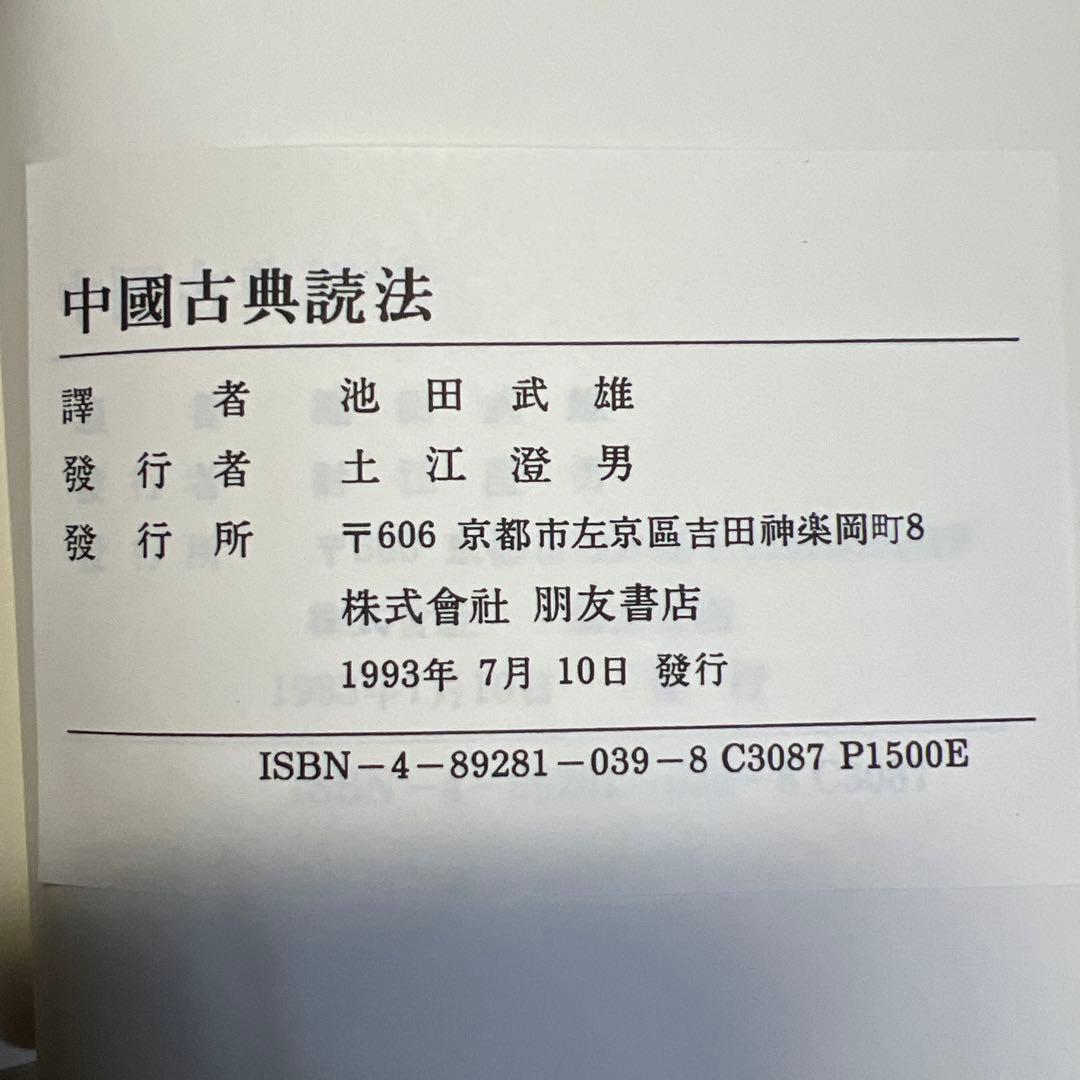 中國古典読法
譯者 池田武雄
發行者 土江澄男
發行所 〒606 京都市左京區吉田神楽岡町8
株式會社 朋友書店
1993年 7月 10日 發行
ISBN-4-89281-039-8 C3087 P1500E